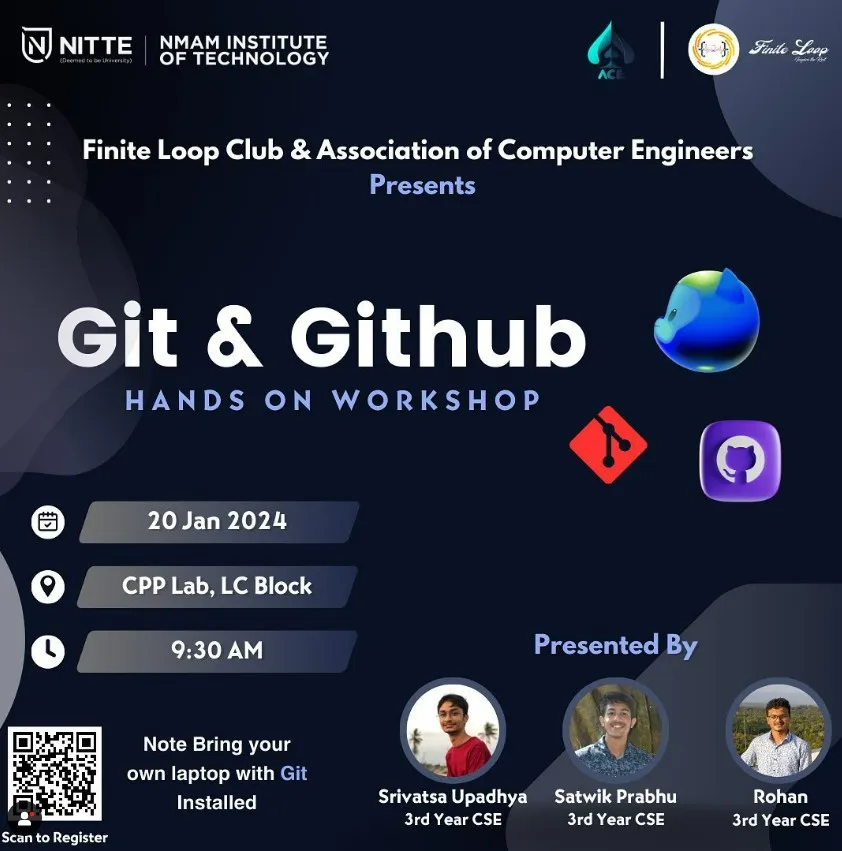 NITTE
(Deemed to be University)
NMAM INSTITUTE
OF TECHNOLOGY
ACE
Finite Loop
Finite Loop Club & Association of Computer Engineers
Presents
Git & Github
HANDS ON WORKSHOP
20 Jan 2024
CPP Lab, LC Block
9:30 AM
Presented By
Note Bring your
own laptop with Git
Installed
Srivatsa Upadhya
3rd Year CSE
Satwik Prabhu
3rd Year CSE
Rohan
3rd Year CSE
Scan to Register